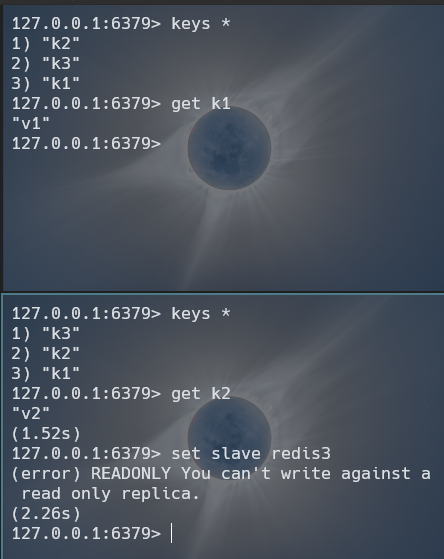 127.0.0.1:6379> keys *
1) "k2"
2) "k3"
3) "k1"
127.0.0.1:6379> get k1
"v1"
127.0.0.1:6379>
127.0.0.1:6379> keys *
1) "k3"
2) "k2"
3) "k1"
127.0.0.1:6379> get k2
"v2"
(1.52s)
127.0.0.1:6379> set slave redis3
(error) READONLY You can't write against a
 read only replica.
(2.26s)
127.0.0.1:6379>